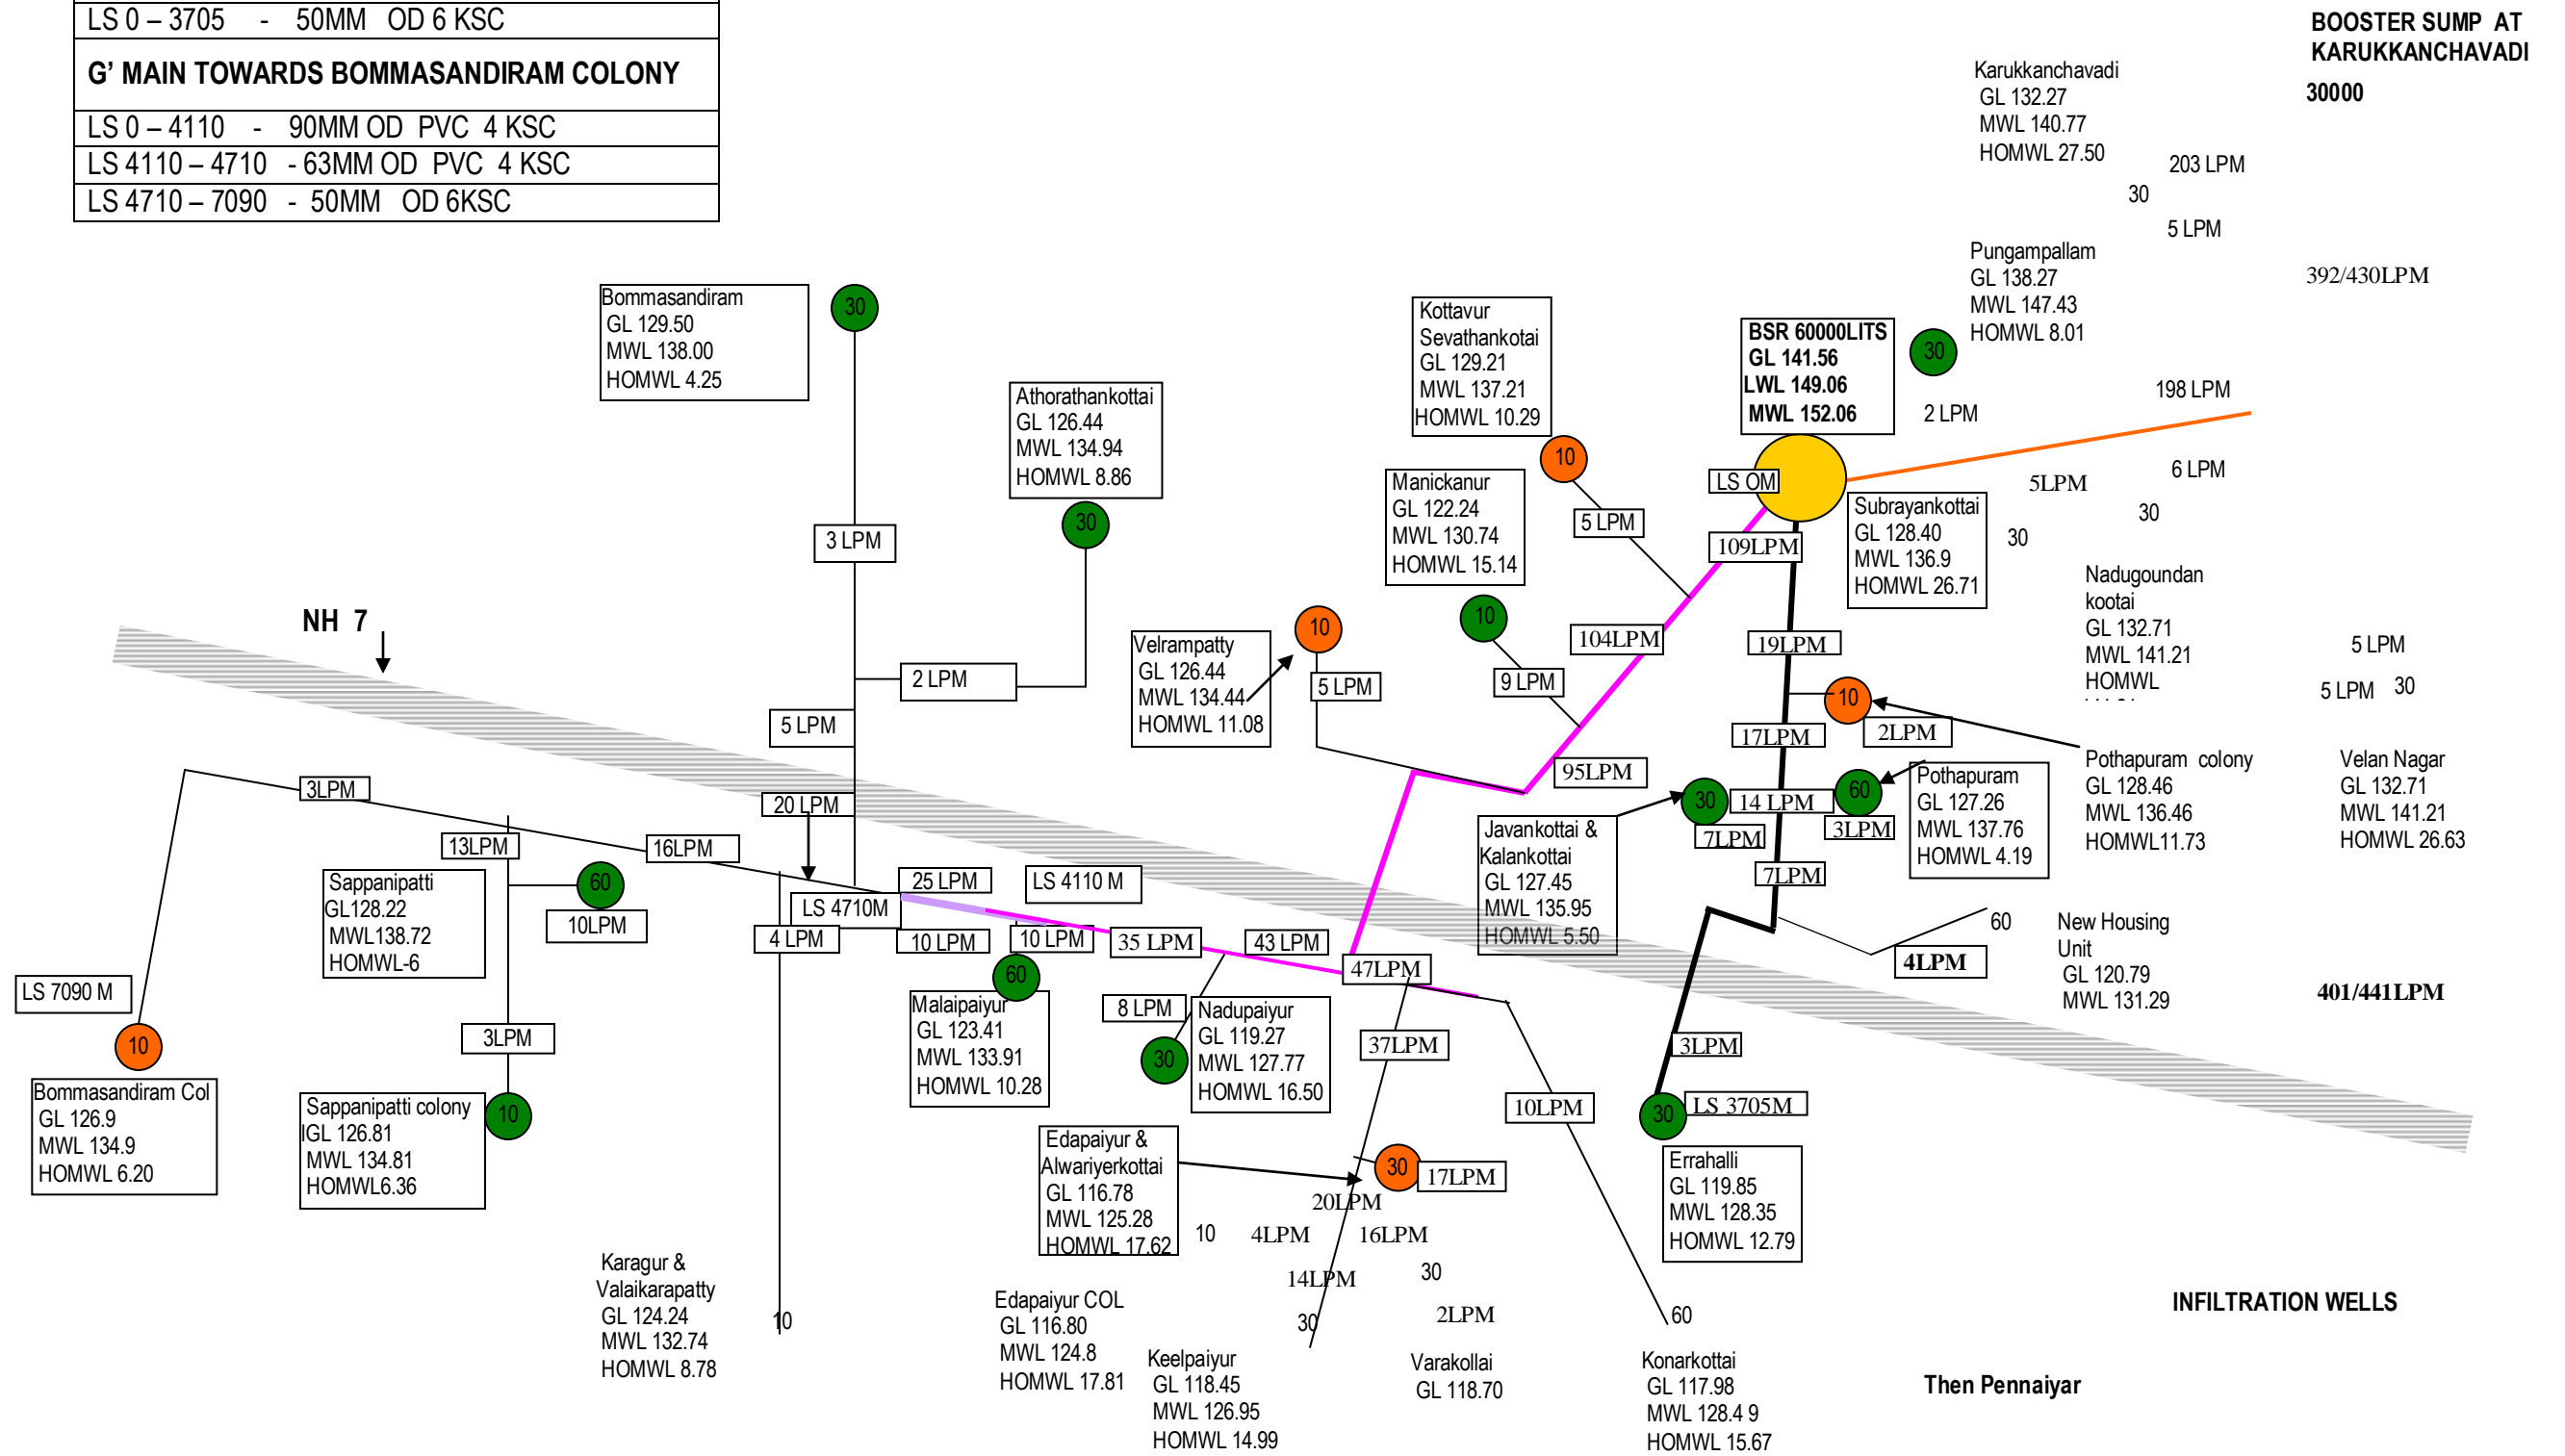 LS 0 – 3705 - 50MM OD 6 KSC
G’ MAIN TOWARDS BOMMASANDIRAM COLONY
LS 0 – 4110 - 90MM OD PVC 4 KSC
LS 4110 – 4710 - 63MM OD PVC 4 KSC
LS 4710 – 7090 - 50MM OD 6KSC
BOOSTER SUMP AT
KARUKKANCHAVADI
30000
Karukkanchavadi
GL 132.27
MWL 140.77
HOMWL 27.50
203 LPM
30
5 LPM
Pungampallam
GL 138.27
MWL 147.43
HOMWL 8.01
392/430LPM
30
2 LPM
198 LPM
6 LPM
5LPM
30
30
Bommasandiram
GL 129.50
MWL 138.00
HOMWL 4.25
30
Athorathankottai
GL 126.44
MWL 134.94
HOMWL 8.86
30
3 LPM
2 LPM
5 LPM
20 LPM
Kottavur
Sevathankotai
GL 129.21
MWL 137.21
HOMWL 10.29
10
5 LPM
Manickanur
GL 122.24
MWL 130.74
HOMWL 15.14
10
9 LPM
BSR 60000LITS
GL 141.56
LWL 149.06
MWL 152.06
LS OM
109LPM
104LPM
95LPM
Subrayankottai
GL 128.40
MWL 136.9
HOMWL 26.71
Nadugoundan
kootai
GL 132.71
MWL 141.21
HOMWL
5 LPM
5 LPM
30
NH 7
Velrampatty
GL 126.44
MWL 134.44
HOMWL 11.08
10
5 LPM
19LPM
10
2LPM
17LPM
Pothapuram colony
GL 128.46
MWL 136.46
HOMWL11.73
Velan Nagar
GL 132.71
MWL 141.21
HOMWL 26.63
30
7LPM
14 LPM
60
3LPM
Pothapuram
GL 127.26
MWL 137.76
HOMWL 4.19
Javankottai &
Kalankottai
GL 127.45
MWL 135.95
HOMWL 5.50
7LPM
60
4LPM
New Housing
Unit
GL 120.79
MWL 131.29
401/441LPM
3LPM
13LPM
16LPM
Sappanipatti
GL128.22
MWL138.72
HOMWL-6
60
10LPM
LS 4710M
25 LPM
LS 4110 M
4 LPM
10 LPM
10 LPM
35 LPM
43 LPM
47LPM
LS 7090 M
10
Bommasandiram Col
GL 126.9
MWL 134.9
HOMWL 6.20
3LPM
10
Sappanipatti colony
IGL 126.81
MWL 134.81
HOMWL6.36
60
Malaipaiyur
GL 123.41
MWL 133.91
HOMWL 10.28
8 LPM
30
Nadupaiyur
GL 119.27
MWL 127.77
HOMWL 16.50
37LPM
10LPM
3LPM
30
LS 3705M
Errahalli
GL 119.85
MWL 128.35
HOMWL 12.79
Edapaiyur &
Alwariyerkottai
GL 116.78
MWL 125.28
HOMWL 17.62
30
17LPM
20LPM
10
4LPM
16LPM
14LPM
30
30
2LPM
Karagur &
Valaikarapatty
GL 124.24
MWL 132.74
HOMWL 8.78
10
Edapaiyur COL
GL 116.80
MWL 124.8
HOMWL 17.81
Keelpaiyur
GL 118.45
MWL 126.95
HOMWL 14.99
Varakollai
GL 118.70
60
Konarkottai
GL 117.98
MWL 128.4 9
HOMWL 15.67
INFILTRATION WELLS
Then Pennaiyar